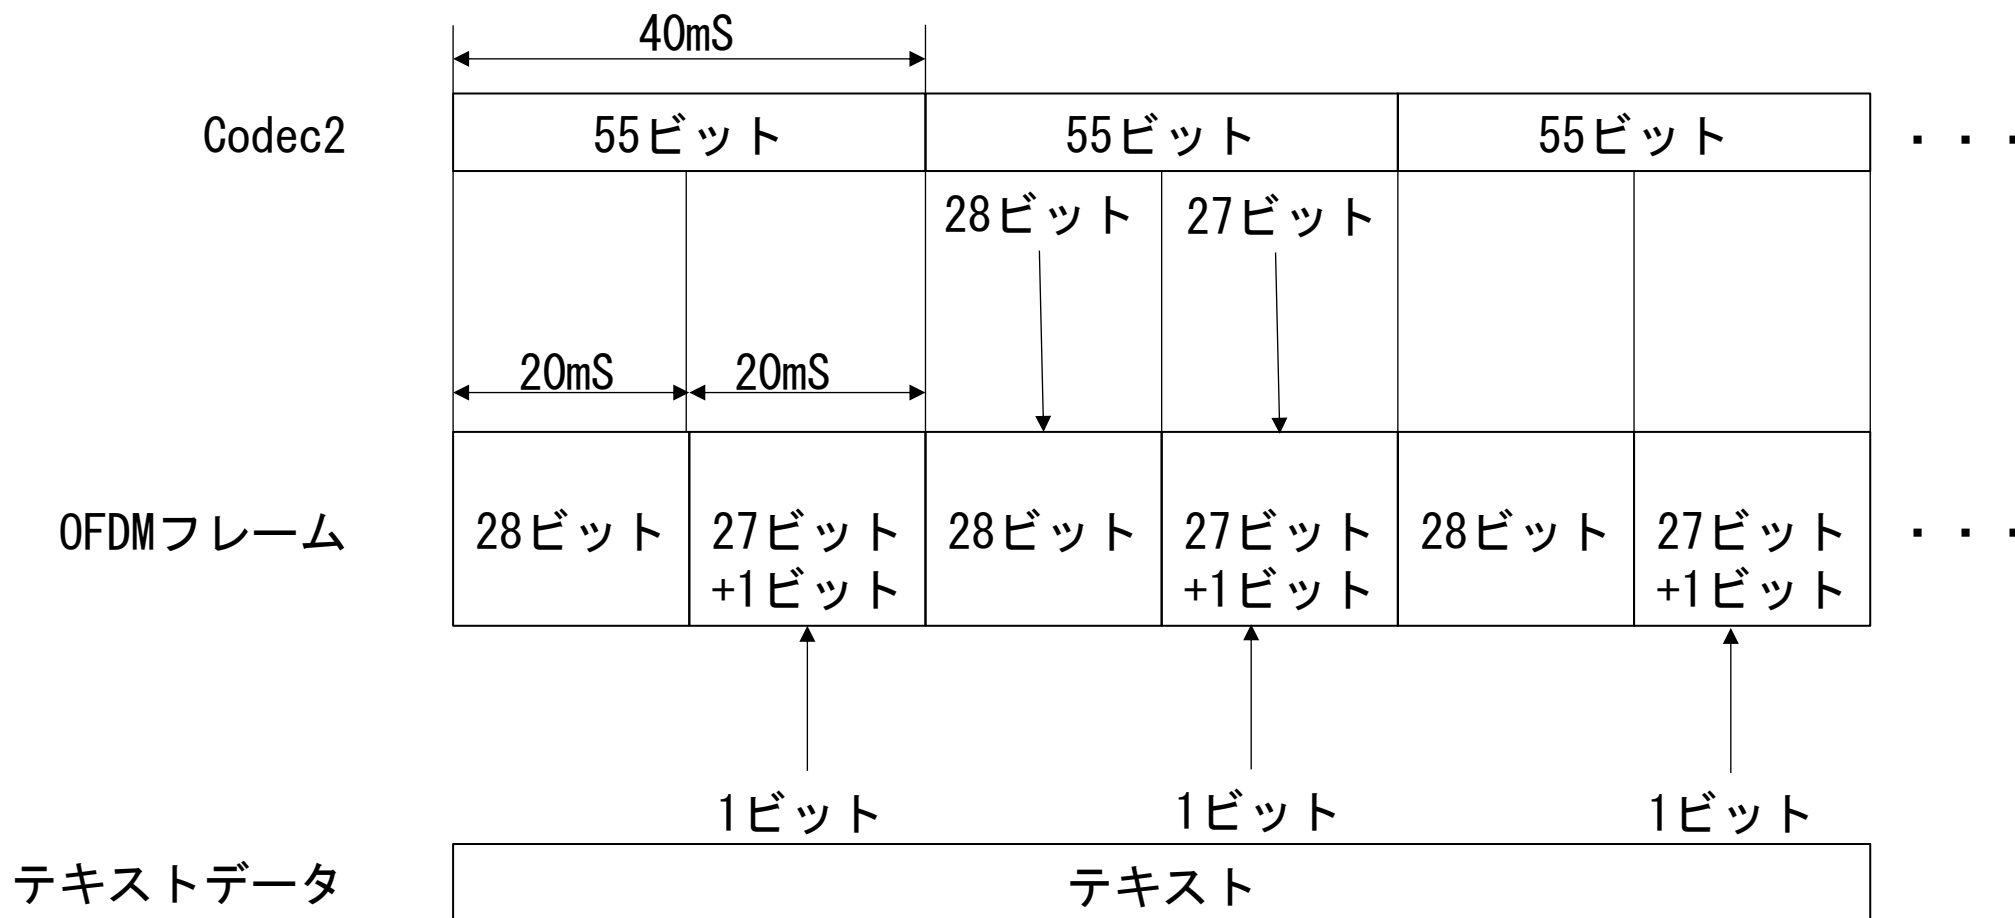 40mS
Codec2 55ビット 55ビット 55ビット ・・・
28ビット 27ビット
20mS 20mS
OFDMフレーム 28ビット 27ビット 28ビット 27ビット 28ビット 27ビット ・・・
+1ビット +1ビット +1ビット
1ビット 1ビット 1ビット
テキストデータ テキスト